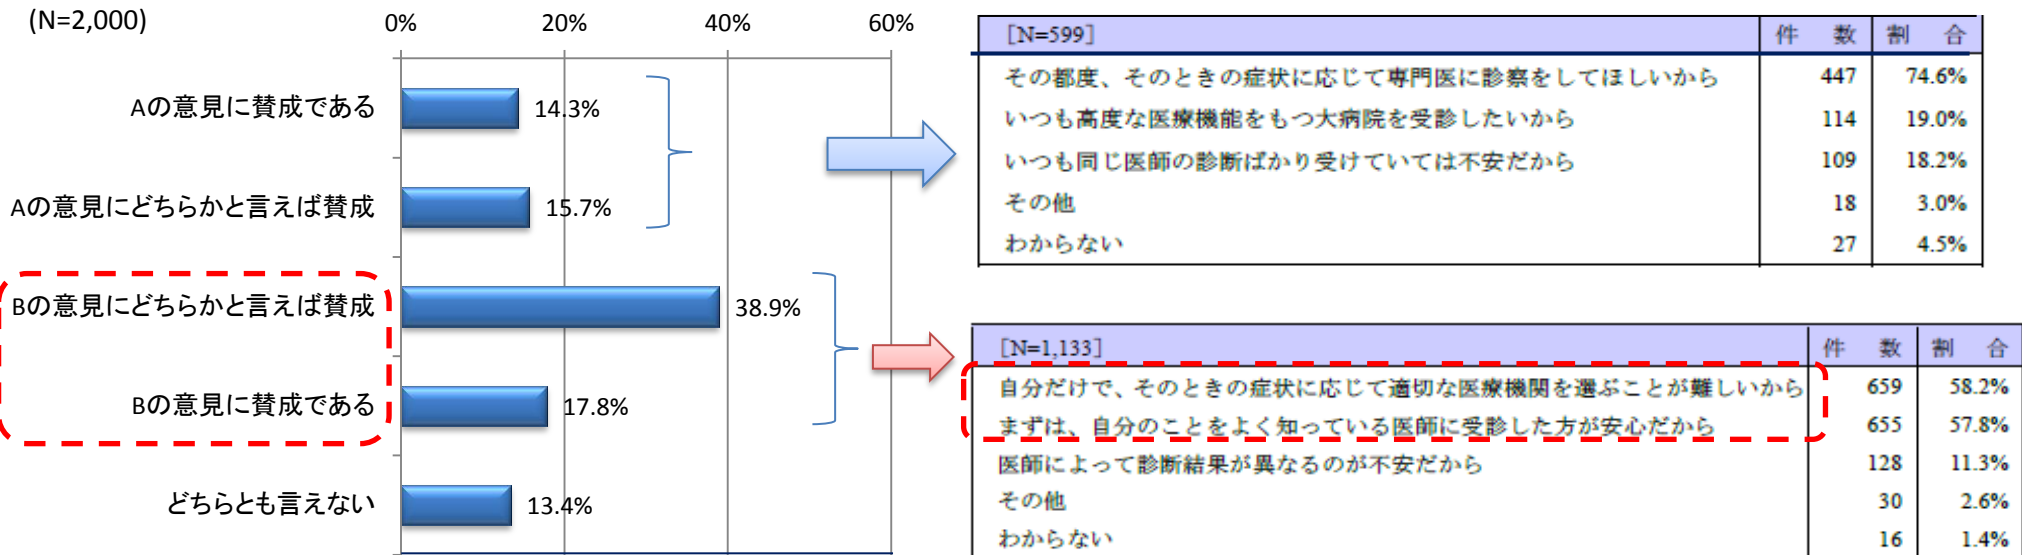 (N=2,000)
0% 20% 40% 60%
Aの意見に賛成である 14.3%
Aの意見にどちらかと言えば賛成 15.7%
Bの意見にどちらかと言えば賛成 38.9%
Bの意見に賛成である 17.8%
どちらとも言えない 13.4%
[N=599] 件 数 割 合
その都度、そのときの症状に応じて専門医に診察をしてほしいから 447 74.6%
いつも高度な医療機能をもつ大病院を受診したいから 114 19.0%
いつも同じ医師の診断ばかり受けていては不安だから 109 18.2%
その他 18 3.0%
わからない 27 4.5%
[N=1,133] 件 数 割 合
自分だけで、そのときの症状に応じて適切な医療機関を選ぶことが難しいから 659 58.2%
まずは、自分のことをよく知っている医師に受診した方が安心だから 655 57.8%
医師によって診断結果が異なるのが不安だから 128 11.3%
その他 30 2.6%
わからない 16 1.4%